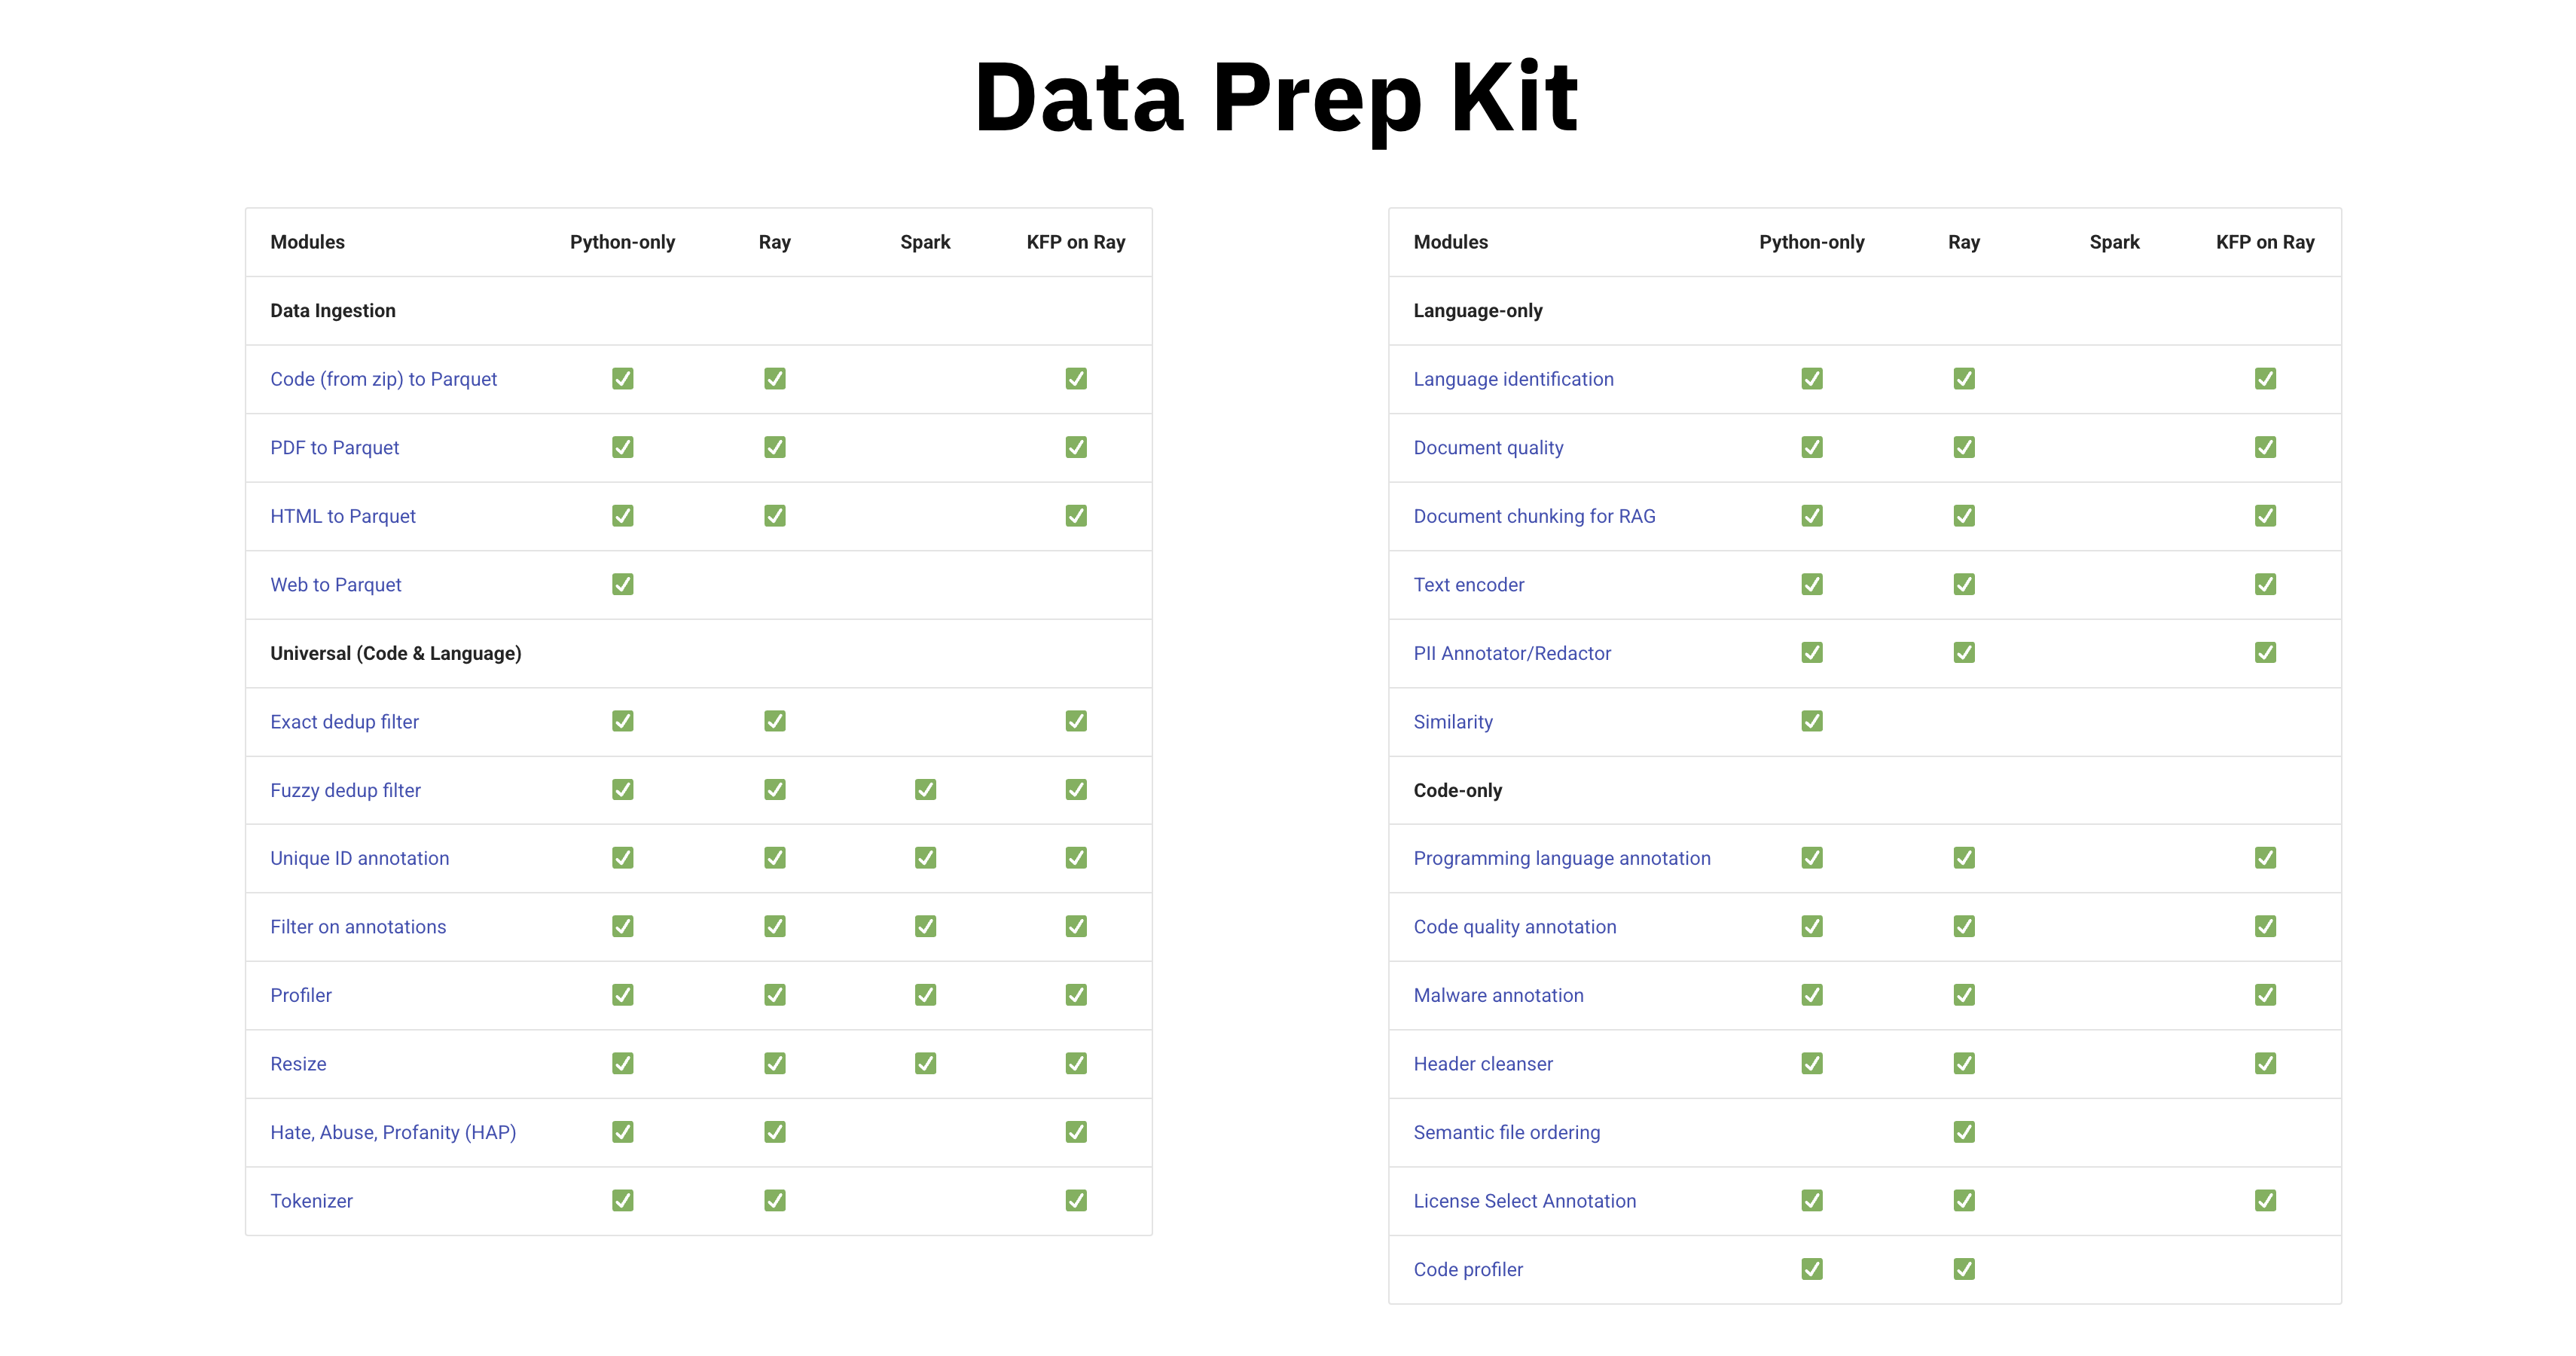 Data Prep Kit
Modules Python-only Ray Spark KFP on Ray
Data Ingestion
Code (from zip) to Parquet ✅ ✅ ✅
PDF to Parquet ✅ ✅ ✅
HTML to Parquet ✅ ✅ ✅
Web to Parquet ✅
Universal (Code & Language)
Exact dedup filter ✅ ✅ ✅
Fuzzy dedup filter ✅ ✅ ✅ ✅
Unique ID annotation ✅ ✅ ✅ ✅
Filter on annotations ✅ ✅ ✅ ✅
Profiler ✅ ✅ ✅ ✅
Resize ✅ ✅ ✅ ✅
Hate, Abuse, Profanity (HAP) ✅ ✅ ✅
Tokenizer ✅ ✅ ✅
Modules Python-only Ray Spark KFP on Ray
Language-only
Language identification ✅ ✅ ✅
Document quality ✅ ✅ ✅
Document chunking for RAG ✅ ✅ ✅
Text encoder ✅ ✅ ✅
PII Annotator/Redactor ✅ ✅ ✅
Similarity ✅
Code-only
Programming language annotation ✅ ✅ ✅
Code quality annotation ✅ ✅ ✅
Malware annotation ✅ ✅ ✅
Header cleanser ✅ ✅ ✅
Semantic file ordering ✅
License Select Annotation ✅ ✅ ✅
Code profiler ✅ ✅